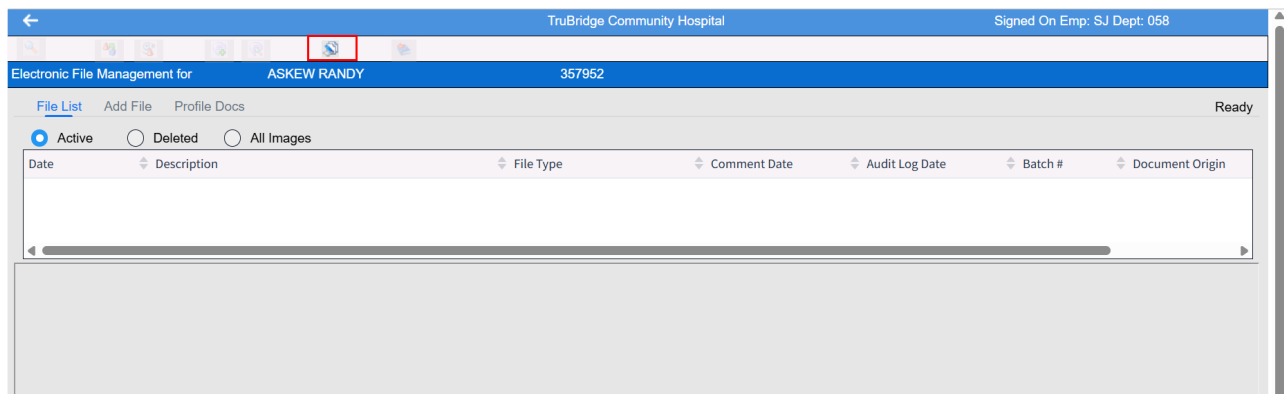 TruBridge Community Hospital Signed On Emp: SJ Dept: 058
Electronic File Management for ASKEW RANDY 357952
File List Add File Profile Docs Ready
Active Deleted All Images
Date Description File Type Comment Date Audit Log Date Batch # Document Origin